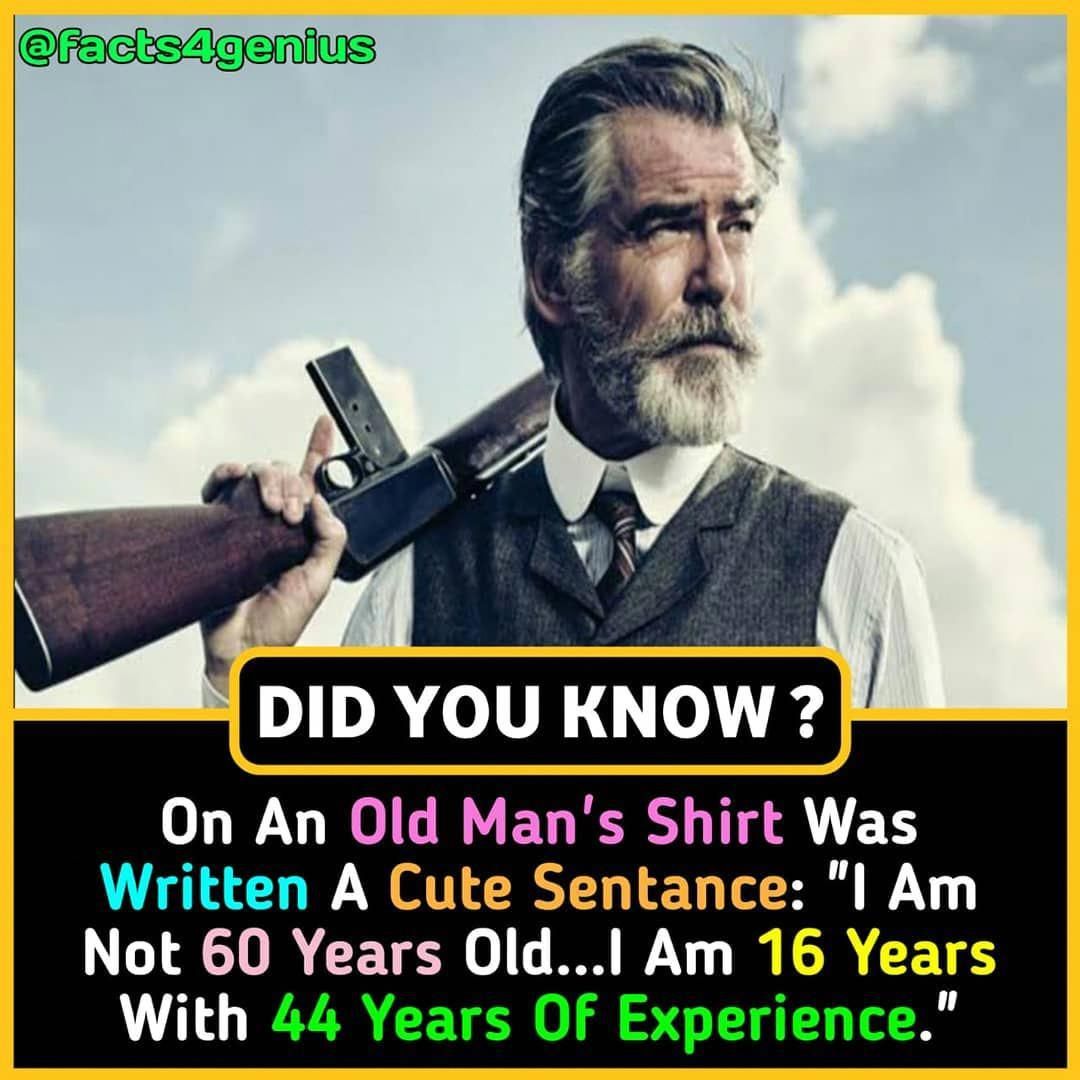 @facts4genius
DID YOU KNOW?
On An Old Man's Shirt Was
Written A Cute Sentance: "I Am
Not 60 Years Old...I Am 16 Years
With 44 Years Of Experience."